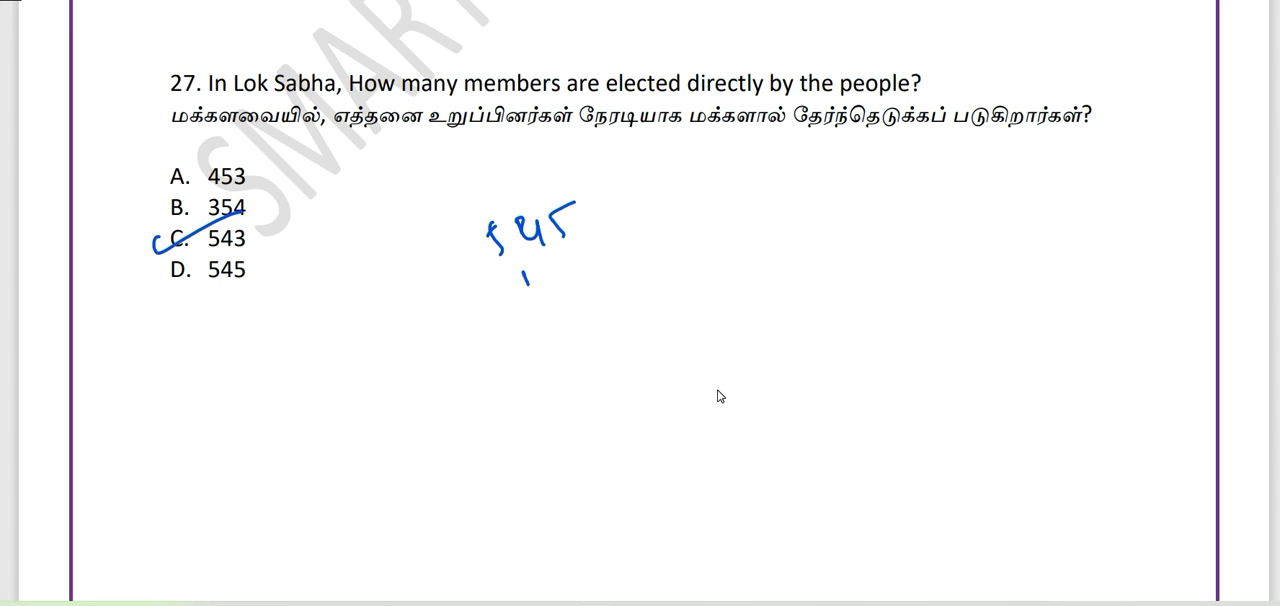 SMART
27. In Lok Sabha, How many members are elected directly by the people?
மக்களவையில், எத்தனை உறுப்பினர்கள் நேரடியாக மக்களால் தேர்ந்தெடுக்கப் படுகிறார்கள்?
A. 453
B. 354
C. 543
545
D. 545